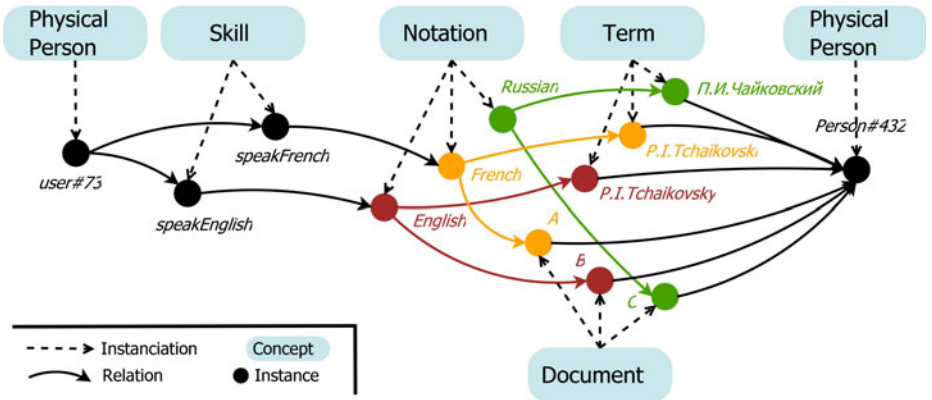 Physical
Person
Skill
Notation
Term
Physical
Person
Russian
П.И.Чайковский
Person#432
speakFrench
P.I.Tchaïkovski
user#73
French
P.I.Tchaikovsky
speakEnglish
English
A
B
C
Instanciation
Concept
Relation
Instance
Document